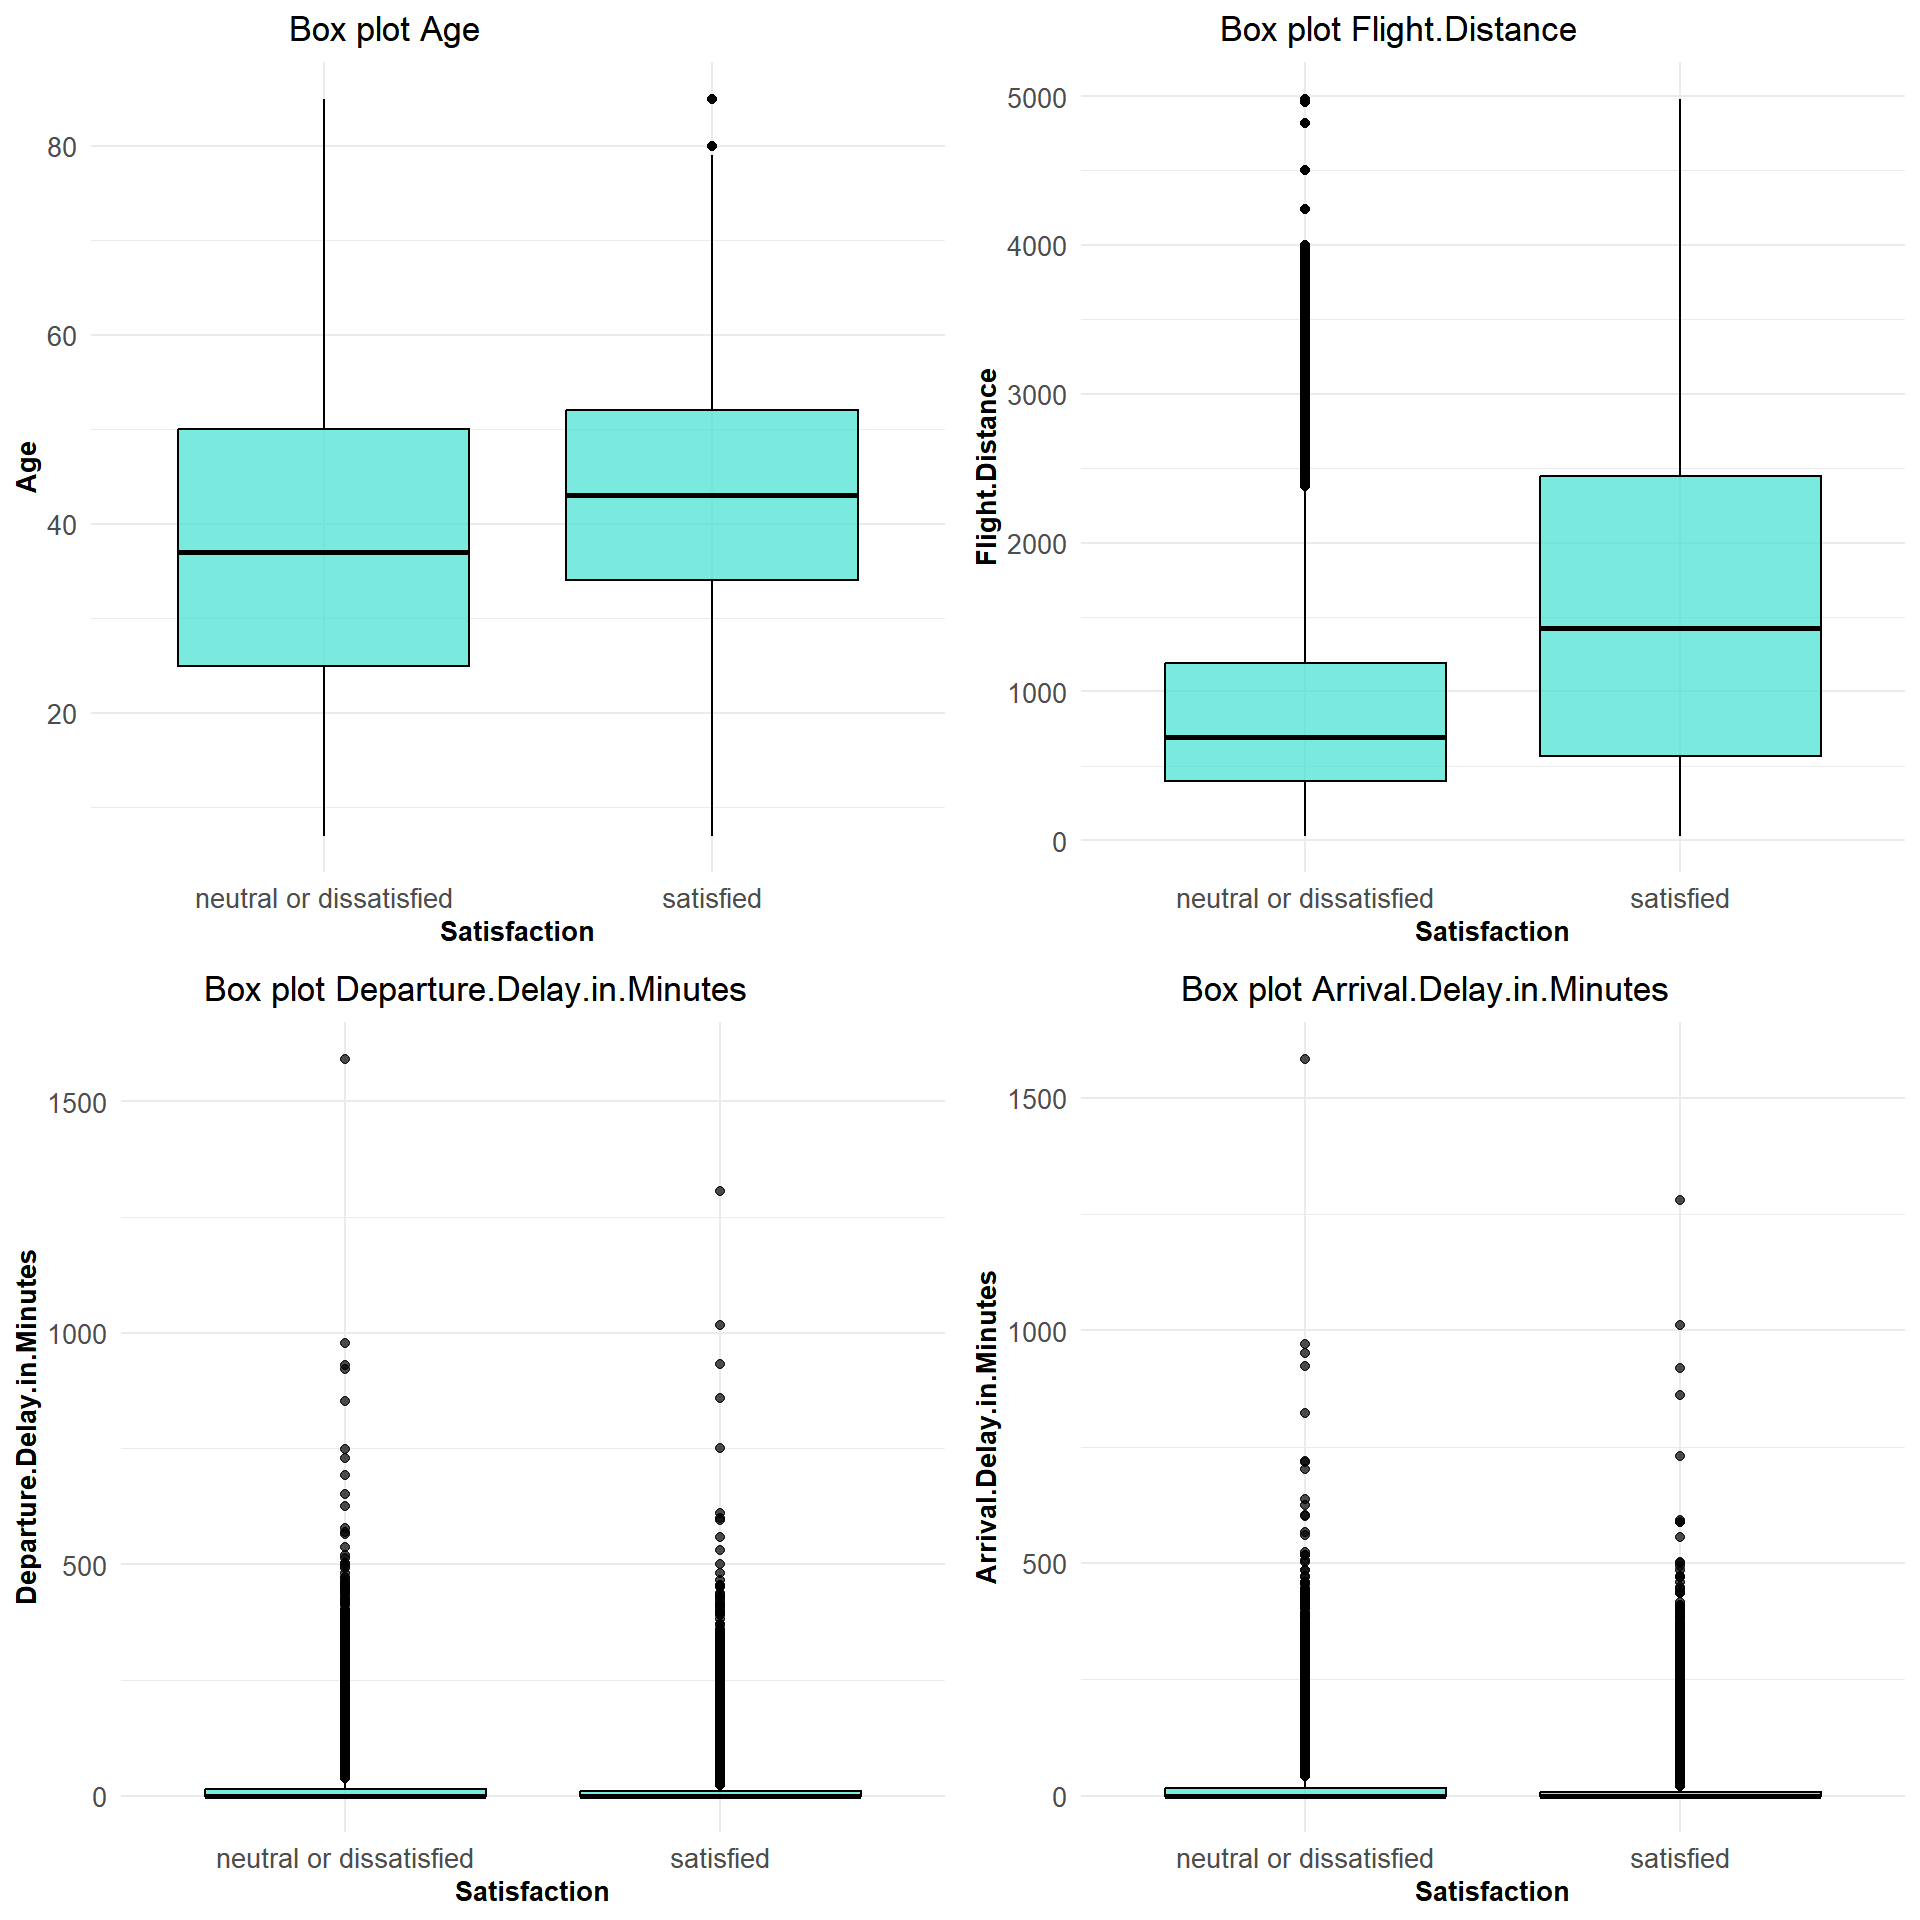 Box plot Age
80
60
40
20
Age
neutral or dissatisfied
satisfied
Satisfaction
Box plot Flight.Distance
5000
4000
3000
2000
1000
0
Flight.Distance
neutral or dissatisfied
satisfied
Satisfaction
Box plot Departure.Delay.in.Minutes
1500
1000
500
0
Departure.Delay.in.Minutes
neutral or dissatisfied
satisfied
Satisfaction
Box plot Arrival.Delay.in.Minutes
1500
1000
500
0
Arrival.Delay.in.Minutes
neutral or dissatisfied
satisfied
Satisfaction